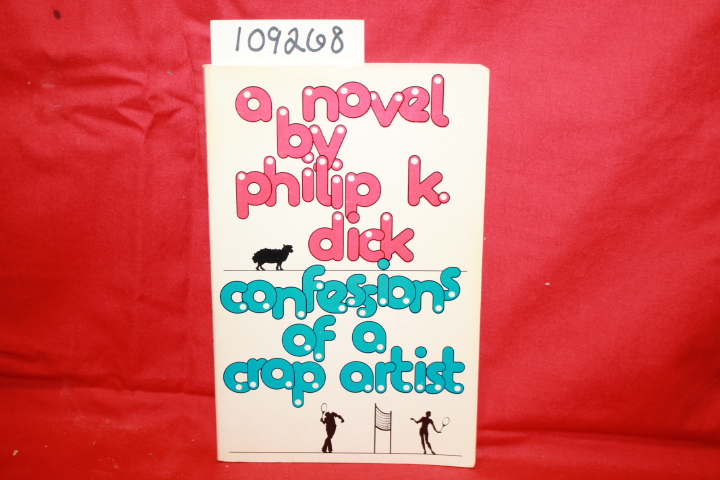 109268
a novel
by
philip k.
dick
confessions
of a
crap artist